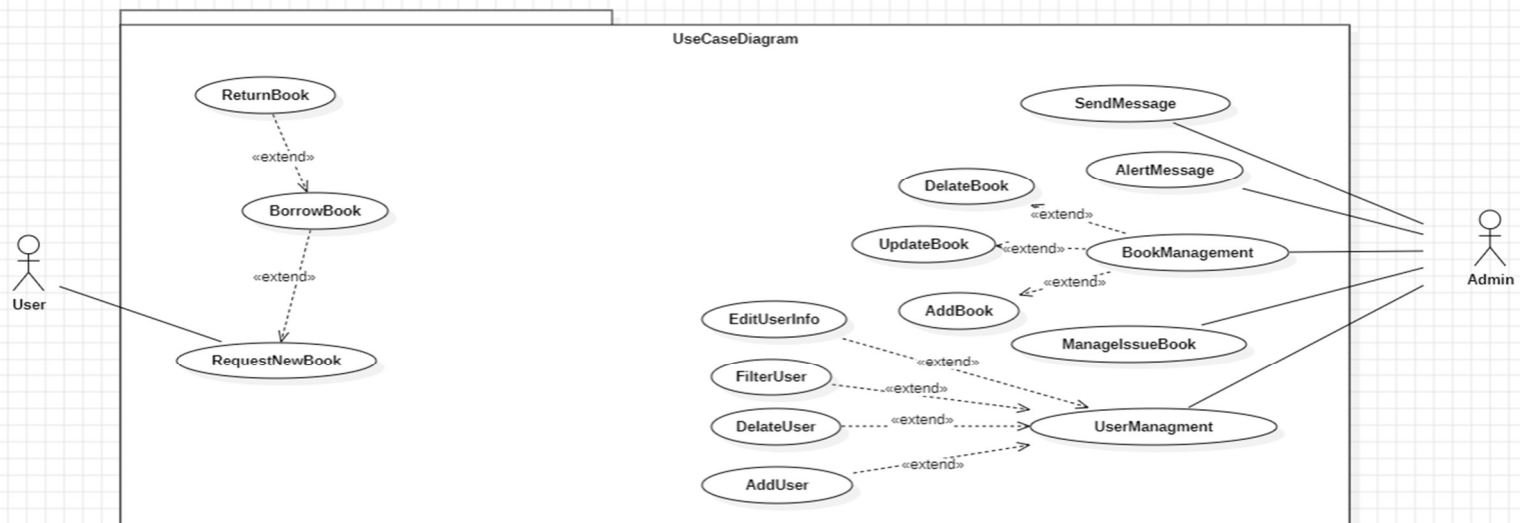 UseCaseDiagram
ReturnBook
SendMessage
«extend»
AlertMessage
DelateBook
BorrowBook
«extend»
UpdateBook
«extend»
BookManagement
«extend»
«extend»
User
Admin
AddBook
EditUserInfo
ManageIssueBook
RequestNewBook
«extend»
FilterUser
«extend»
DelateUser
«extend»
UserManagment
«extend»
AddUser